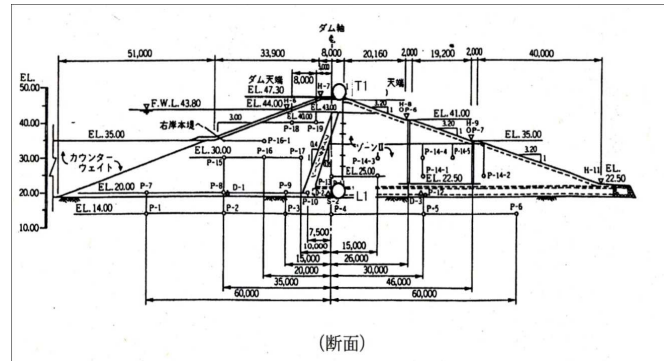 ダム軸
51,000
33,900
8,000
20,160
2,000
19,200
2,000
40,000
EL.
50.00
40.00
30.00
20.00
10.00
8,000
ダム天端
EL.47.30
H-7
T1
天端
F.W.L.43.80
EL.44.00
EL.43.00
EL.40.00
3.20
H-8
P-6
EL.41.00
3.00
P-18
P-19
3.20
H-9
P-7
右岸本堤
EL.35.00
P-16-1
EL.35.00
カウンターウェイト
EL.30.00
P-15
P-16
P-17
0.4
ゾーンII
P-14-3
P-14-4
P-14-5
3.20
EL.25.00
P-14-1
P-14-2
EL.22.50
H-11
EL.
22.50
EL.20.00
P-7
P-8
D-1
P-9
P-10
S-2
L1
D-3
EL.14.00
P-1
P-2
P-3
P-4
P-5
P-6
7,500
10,000
15,000
15,000
26,000
20,000
30,000
35,000
46,000
60,000
60,000
(断面)